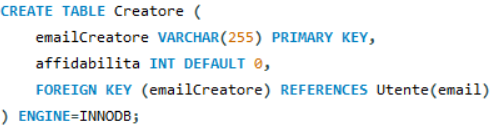 CREATE TABLE Creatore (
    emailCreatore VARCHAR(255) PRIMARY KEY,
    affidabilita INT DEFAULT 0,
    FOREIGN KEY (emailCreatore) REFERENCES Utente(email)
) ENGINE=INNODB;